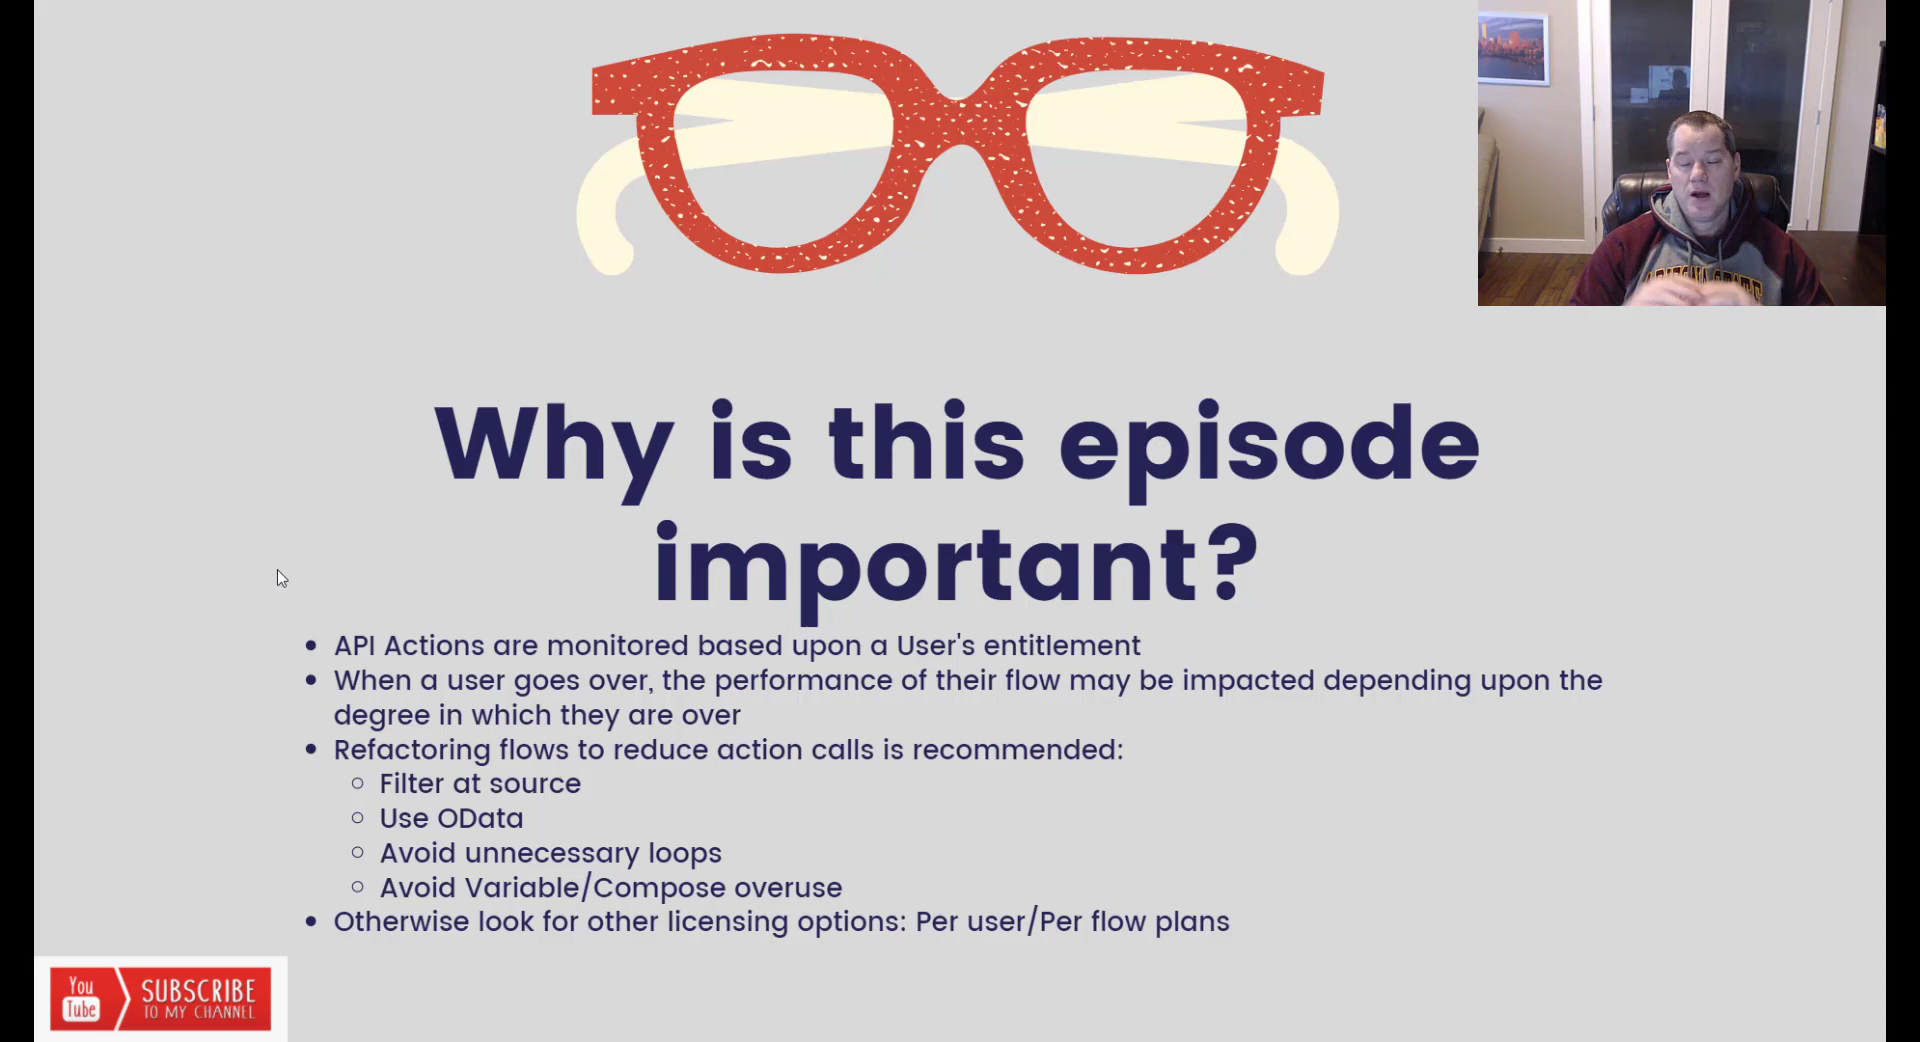 Why is this episode
important?
API Actions are monitored based upon a User's entitlement
When a user goes over, the performance of their flow may be impacted depending upon the
degree in which they are over
Refactoring flows to reduce action calls is recommended:
Filter at source
Use OData
Avoid unnecessary loops
Avoid Variable/Compose overuse
Otherwise look for other licensing options: Per user/Per flow plans
You
Tube
SUBSCRIBE
TO MY CHANNEL